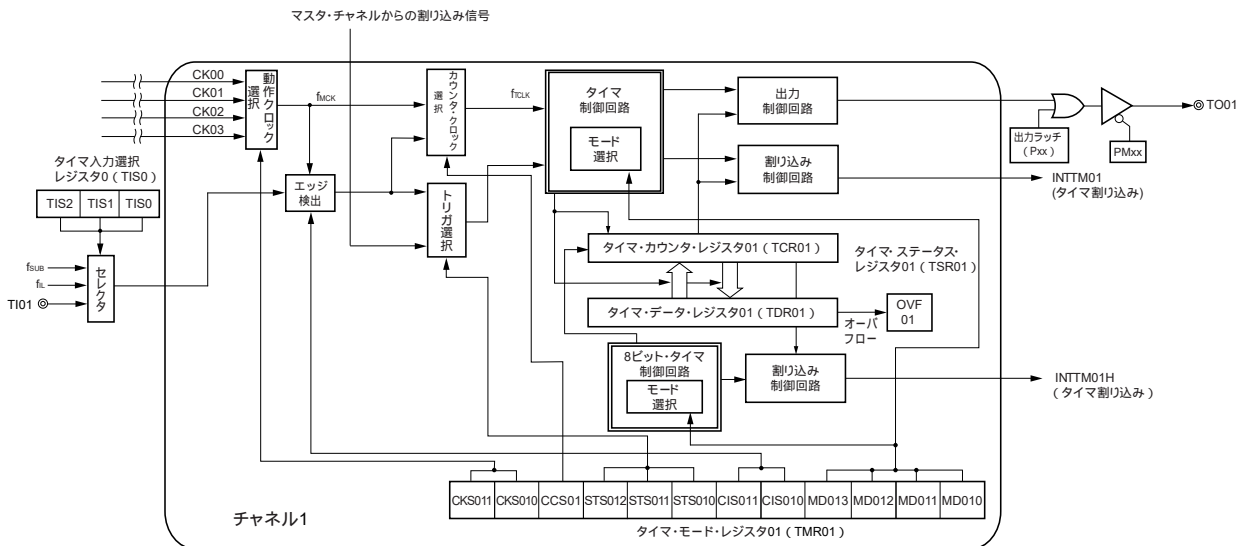 マスタ・チャネルからの割り込み信号
CK00
CK01
CK02
CK03
動作クロック
選択
fMCK
カウンタ・クロック
選択
fTCLK
タイマ
制御回路
モード
選択
出力
制御回路
出力ラッチ
(Pxx)
PMxx
TO01
タイマ入力選択
レジスタ0(TIS0)
TIS2 TIS1 TIS0
エッジ
検出
トリガ選択
割り込み
制御回路
INTTM01
(タイマ割り込み)
fSUB
fIL
TI01
セレクタ
タイマ・カウンタ・レジスタ01(TCR01)
タイマ・ステータス・
レジスタ01(TSR01)
タイマ・データ・レジスタ01(TDR01)
オーバ
フロー
OVF
01
8ビット・タイマ
制御回路
モード
選択
割り込み
制御回路
INTTM01H
(タイマ割り込み)
CKS011 CKS010 CCS01 STS012 STS011 STS010 CIS011 CIS010 MD013 MD012 MD011 MD010
チャネル1
タイマ・モード・レジスタ01(TMR01)